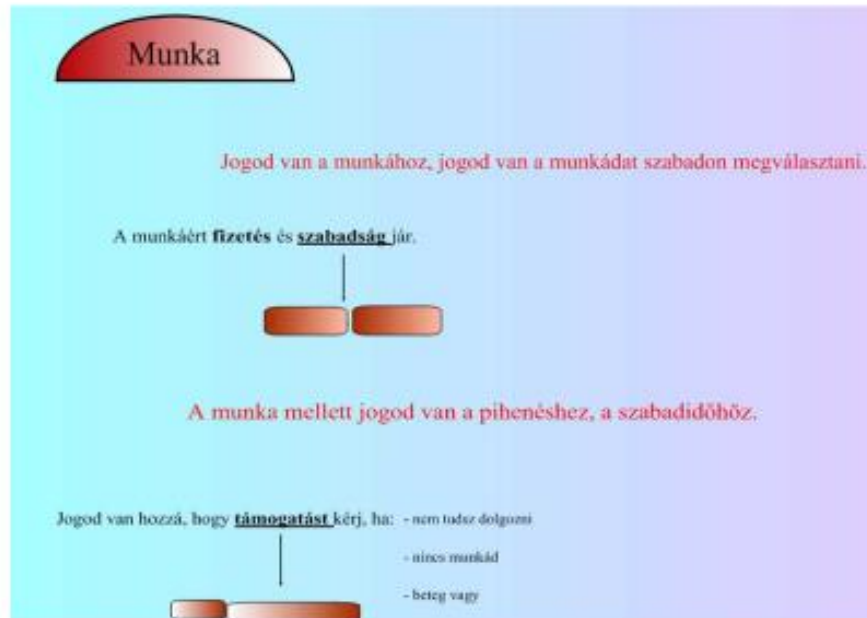 Munka
Jogod van a munkához, jogod van a munkádat szabadon megválasztani.
A munkáért fizetés és szabadság jár.
A munka mellett jogod van a pihenéshez, a szabadidőhöz.
Jogod van hozzá, hogy támogatást kérj, ha: - nem tudsz dolgozni
- nincs munkád
- beteg vagy